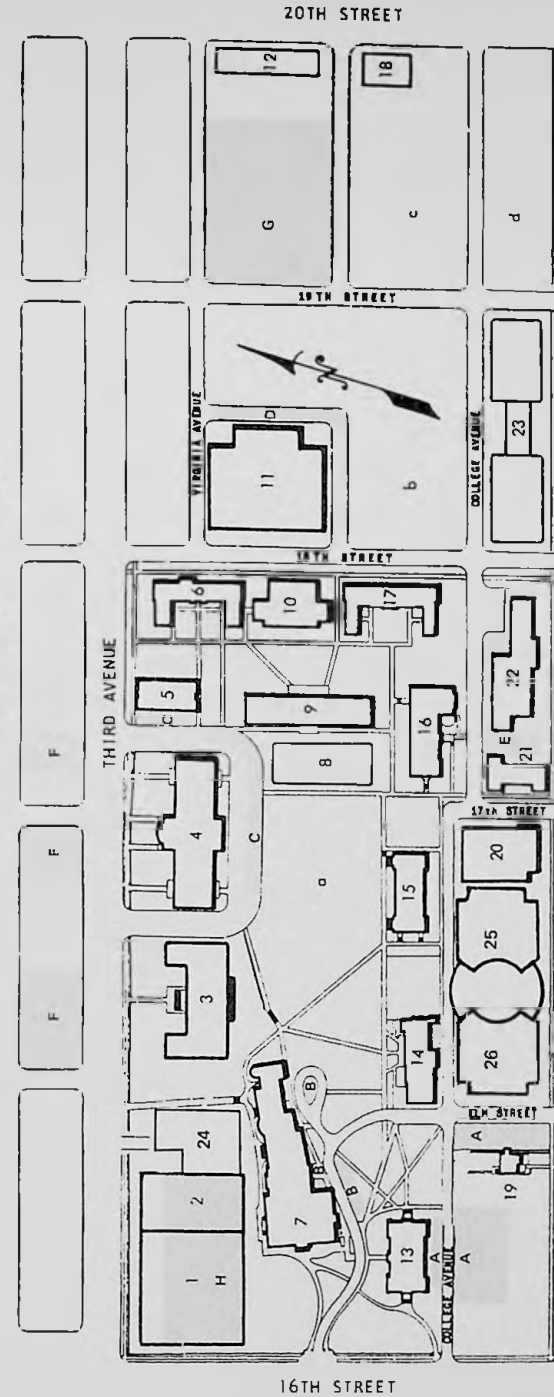 20TH STREET
12
18
G
c
d
19TH STREET
VIRGINIA AVENUE
D
N
11
b
COLLEGE AVENUE
23
18TH STREET
THIRD AVENUE
6
10
17
5
C
9
16
22
F
8
E
21
17TH STREET
4
C
a
15
20
F
F
3
25
14
26
24
B
7
B
B
A
19
2
1
H
13
A
A
COLLEGE AVENUE
16TH STREET